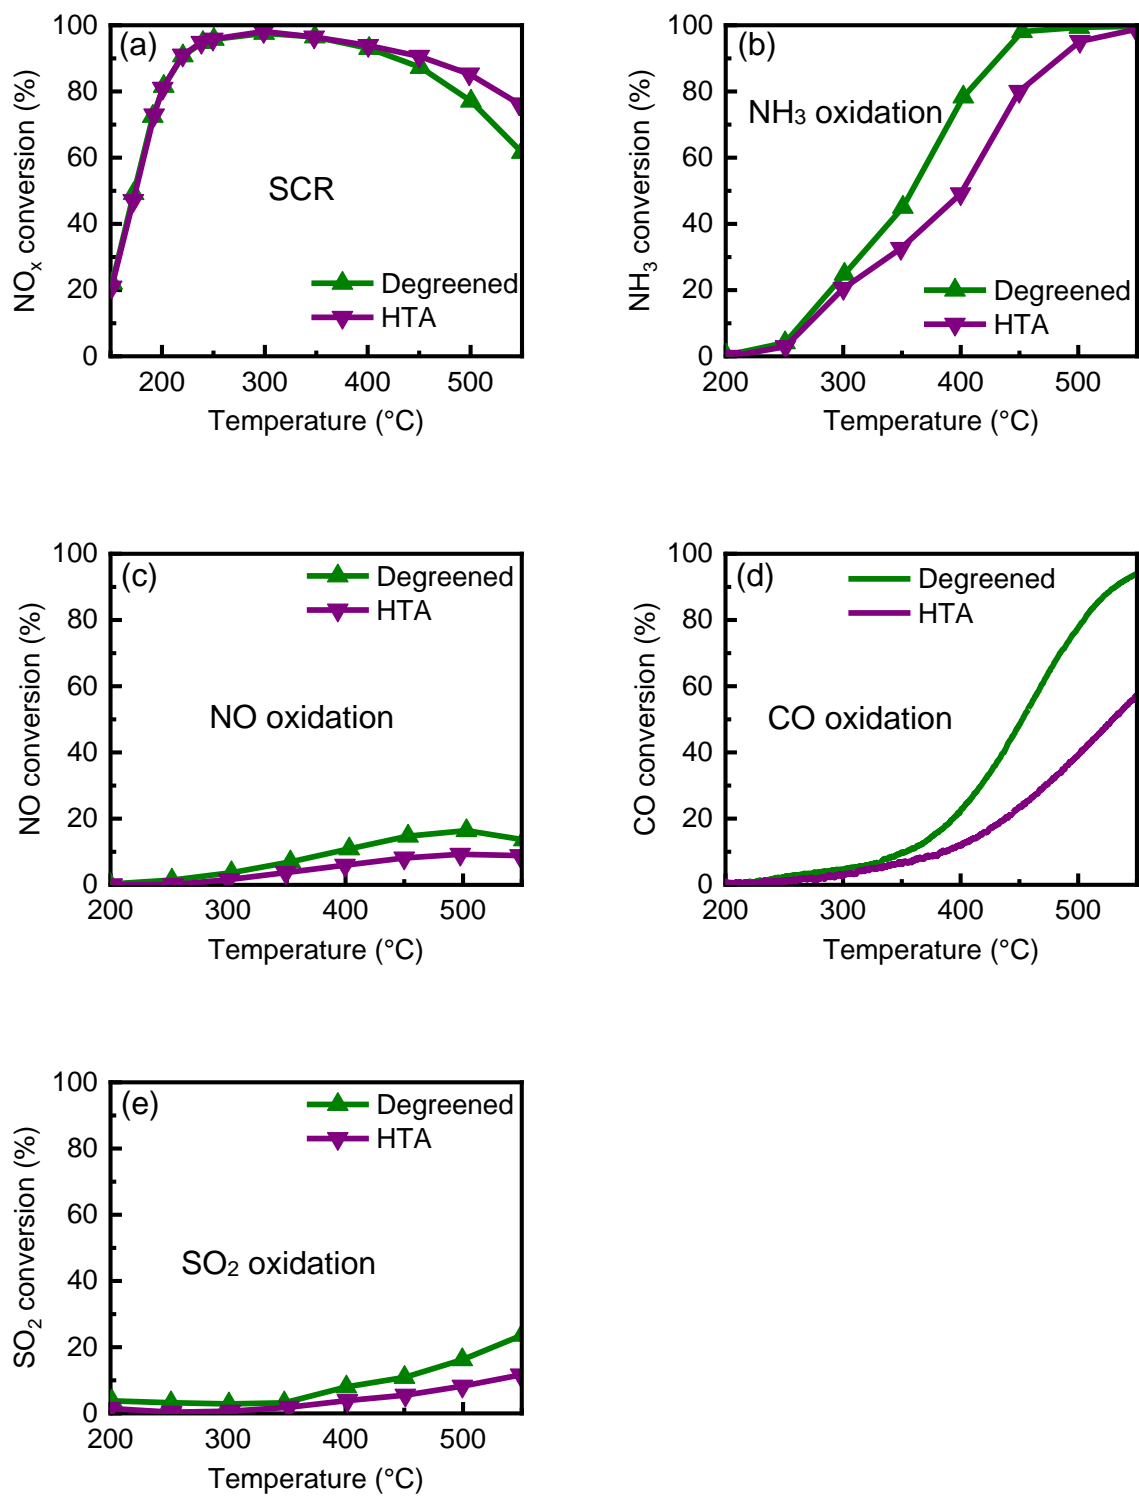 (a)
100
80
60
40
20
0
NOₓ conversion (%)
SCR
Degreened
HTA
200 300 400 500
Temperature (°C)
(b)
100
80
60
40
20
0
NH₃ conversion (%)
NH₃ oxidation
Degreened
HTA
200 300 400 500
Temperature (°C)
(c)
100
80
60
40
20
0
NO conversion (%)
Degreened
HTA
NO oxidation
200 300 400 500
Temperature (°C)
(d)
100
80
60
40
20
0
CO conversion (%)
Degreened
HTA
CO oxidation
200 300 400 500
Temperature (°C)
(e)
100
80
60
40
20
0
SO₂ conversion (%)
Degreened
HTA
SO₂ oxidation
200 300 400 500
Temperature (°C)